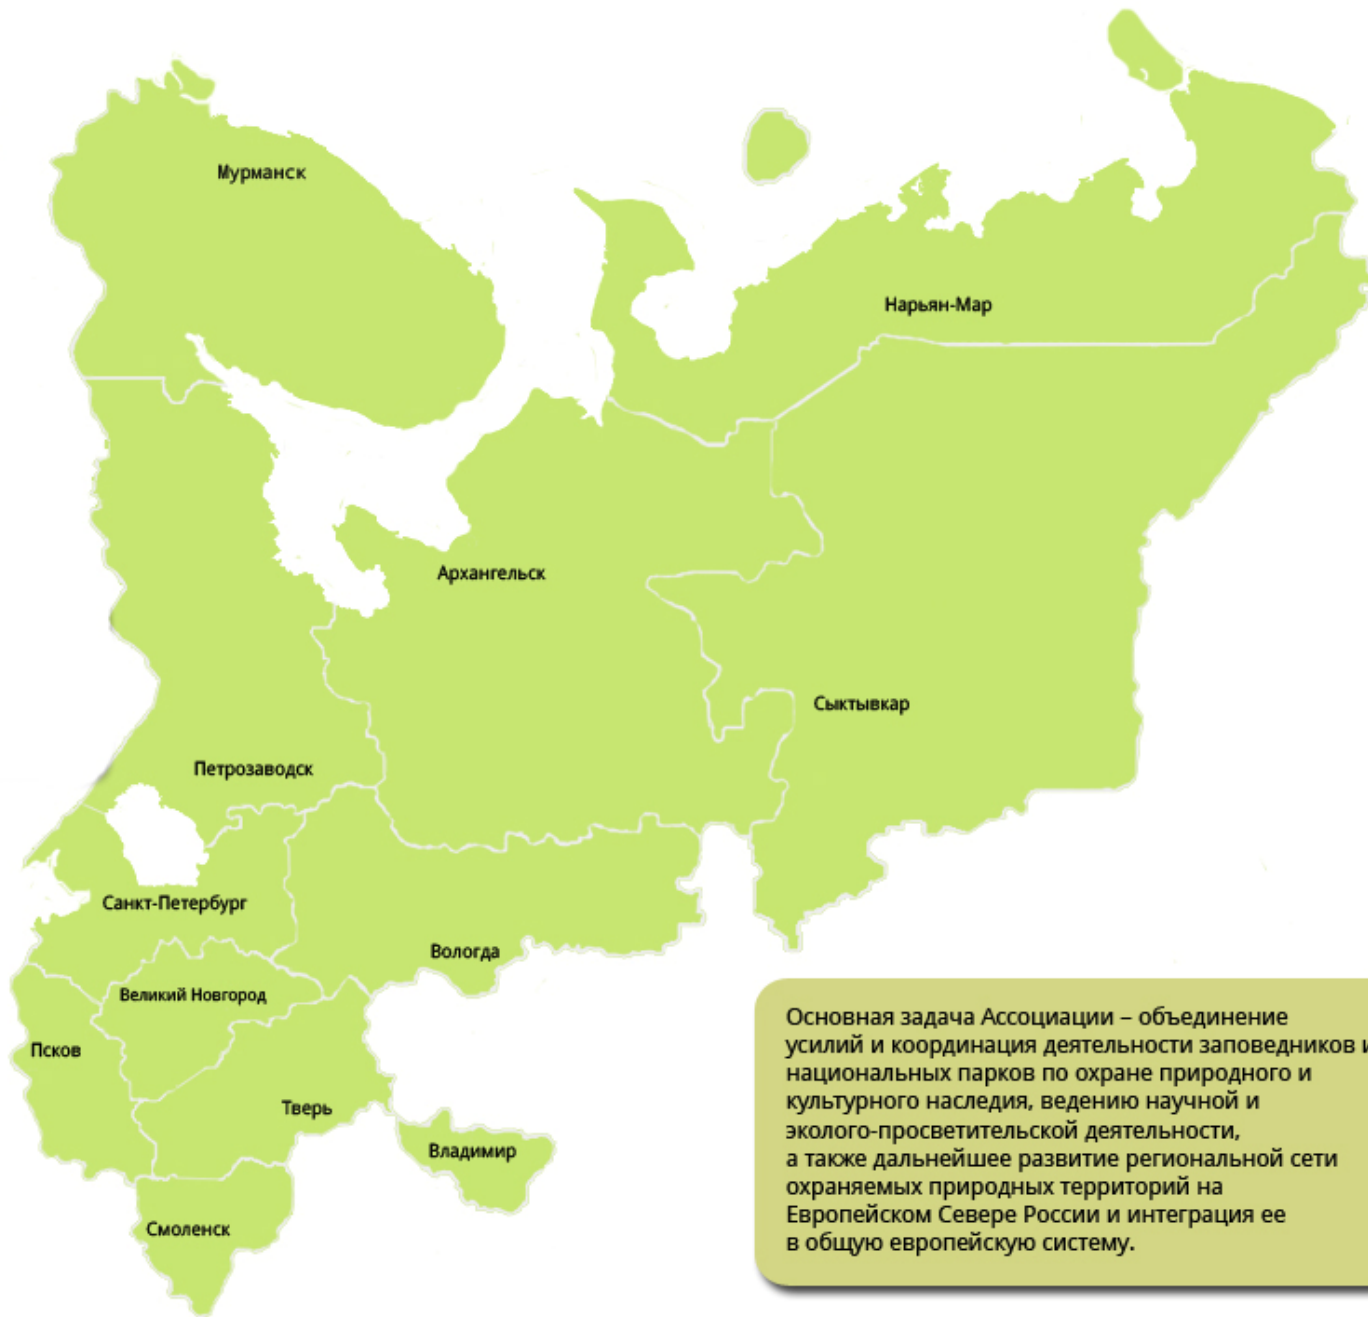 Мурманск
Нарьян-Мар
Архангельск
Сыктывкар
Петрозаводск
Санкт-Петербург
Вологда
Великий Новгород
Псков
Тверь
Владимир
Смоленск
Основная задача Ассоциации – объединение
усилий и координация деятельности заповедников и
национальных парков по охране природного и
культурного наследия, ведению научной и
эколого-просветительской деятельности,
а также дальнейшее развитие региональной сети
охраняемых природных территорий на
Европейском Севере России и интеграция ее
в общую европейскую систему.